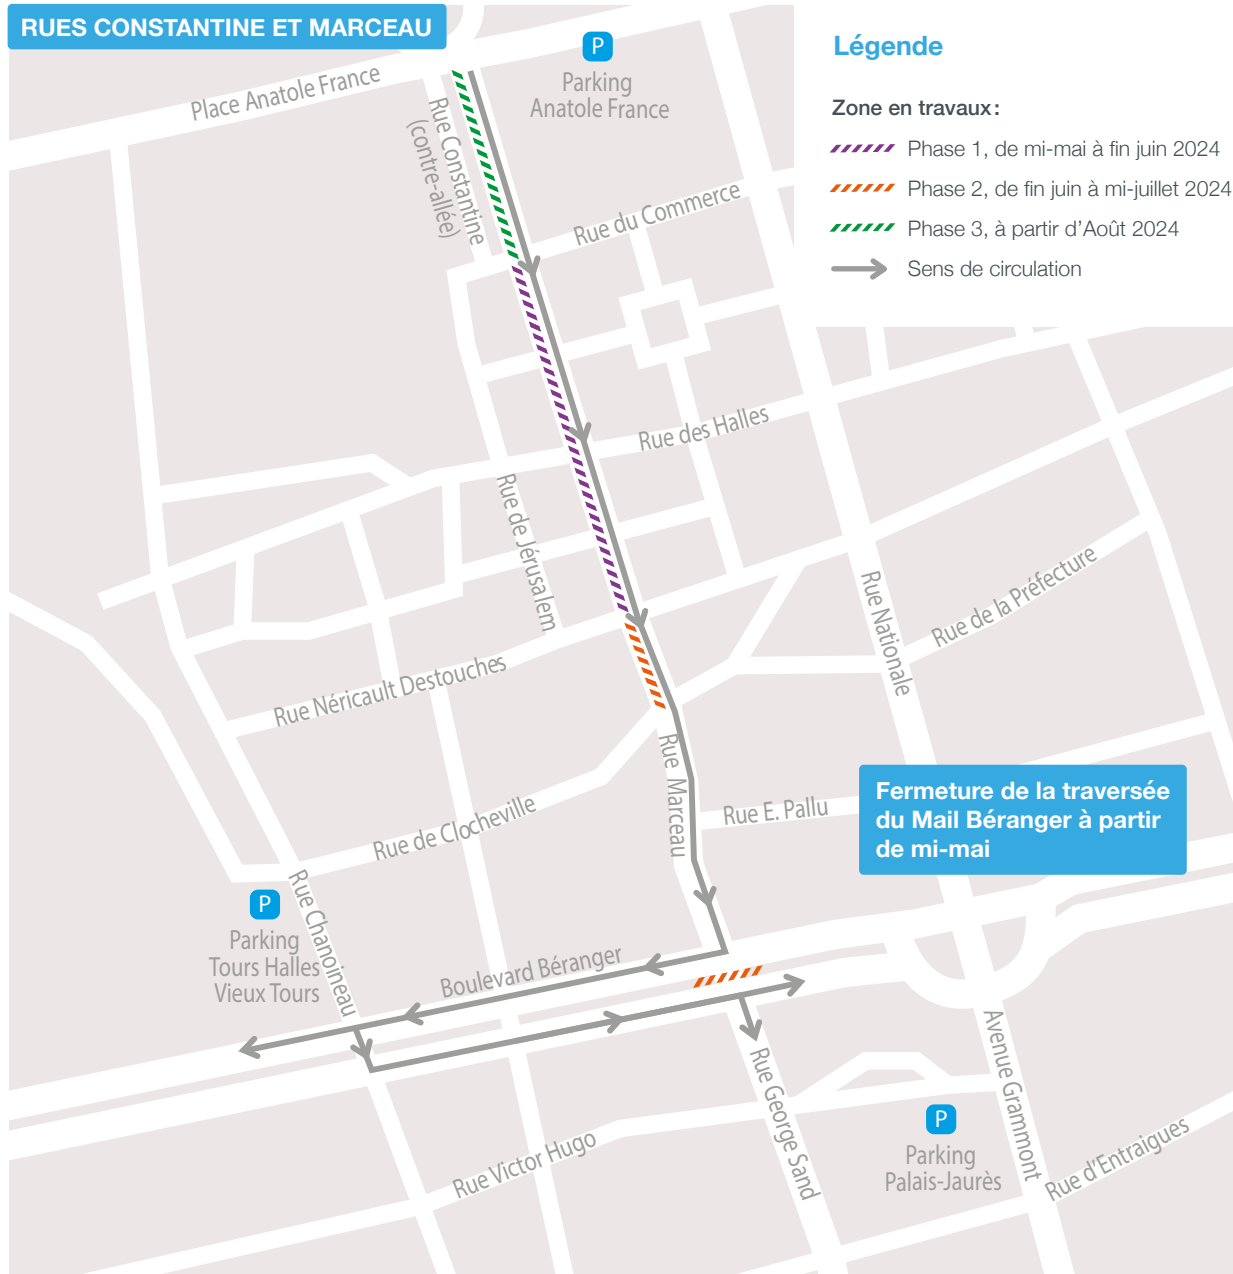 RUES CONSTANTINE ET MARCEAU
P
Parking
Anatole France
Place Anatole France
Rue Constantine
(contre-allée)
Rue du Commerce
Légende
Zone en travaux :
Phase 1, de mi-mai à fin juin 2024
Phase 2, de fin juin à mi-juillet 2024
Phase 3, à partir d'Août 2024
Sens de circulation
Rue des Halles
Rue de Jérusalem
Rue Nationale
Rue de la Préfecture
Rue Néricault Destouches
Rue Marceau
Rue de Clocheville
Rue E. Pallu
Fermeture de la traversée
du Mail Béranger à partir
de mi-mai
P
Parking
Tours Halles
Vieux Tours
Rue Chanoineau
Boulevard Béranger
Rue George Sand
Avenue Grammont
Rue Victor Hugo
P
Parking
Palais-Jaurès
Rue d'Entraigues